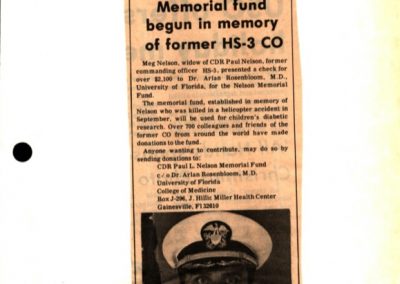 Memorial fund
begun in memory
of former HS-3 CO
Meg Nelson, widow of CDR Paul Nelson, former
commanding officer HS-3, presented a check for
over $2,100 to Dr. Arlan Rosenbloom, M.D.,
University of Florida, for the Nelson Memorial
Fund.
The memorial fund, established in memory of
Nelson who was killed in a helicopter accident in
September, will be used for children's diabetic
research. Over 700 colleagues and friends of the
former CO from around the world have made
donations to the fund.
Anyone wanting to contribute, may do so by
sending donations to:
CDR Paul L. Nelson Memorial Fund
c/o Dr. Arlan Rosenbloom, M.D.
University of Florida
College of Medicine
Box J-296, J. Hillic Miller Health Center
Gainesville, Fl 32610